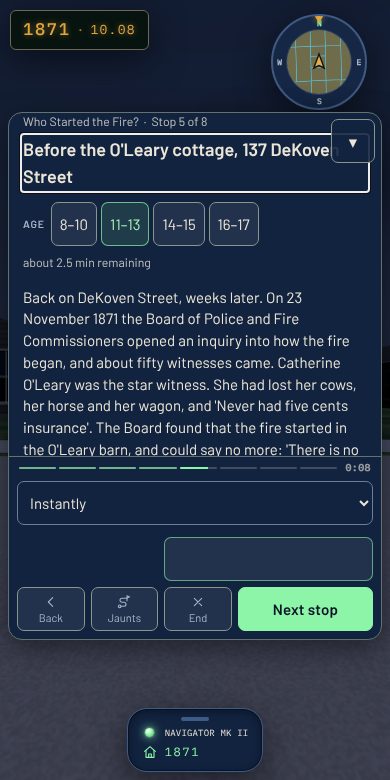 1871 · 10.08
N
W
E
S
Who Started the Fire? · Stop 5 of 8
Before the O'Leary cottage, 137 DeKoven
Street
▼
AGE
8–10
11–13
14–15
16–17
about 2.5 min remaining
Back on DeKoven Street, weeks later. On 23
November 1871 the Board of Police and Fire
Commissioners opened an inquiry into how the fire
began, and about fifty witnesses came. Catherine
O'Leary was the star witness. She had lost her cows,
her horse and her wagon, and 'Never had five cents
insurance'. The Board found that the fire started in
the O'Leary barn, and could say no more: 'There is no
0:08
Instantly
Back
Jaunts
End
Next stop
NAVIGATOR MK II
1871